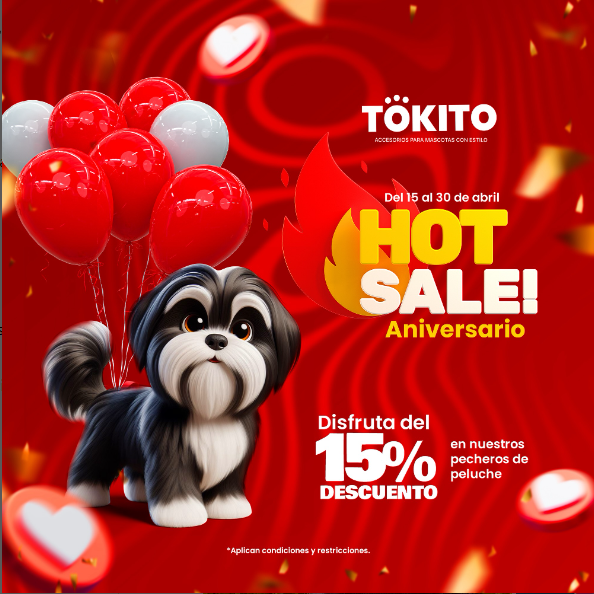 TÖKITO
ACCESORIOS PARA MASCOTAS CON ESTILO
Del 15 al 30 de abril
HOT
SALE!
Aniversario
Disfruta del
15%
DESCUENTO
en nuestros
pecheros de
peluche
*Aplican condiciones y restricciones.